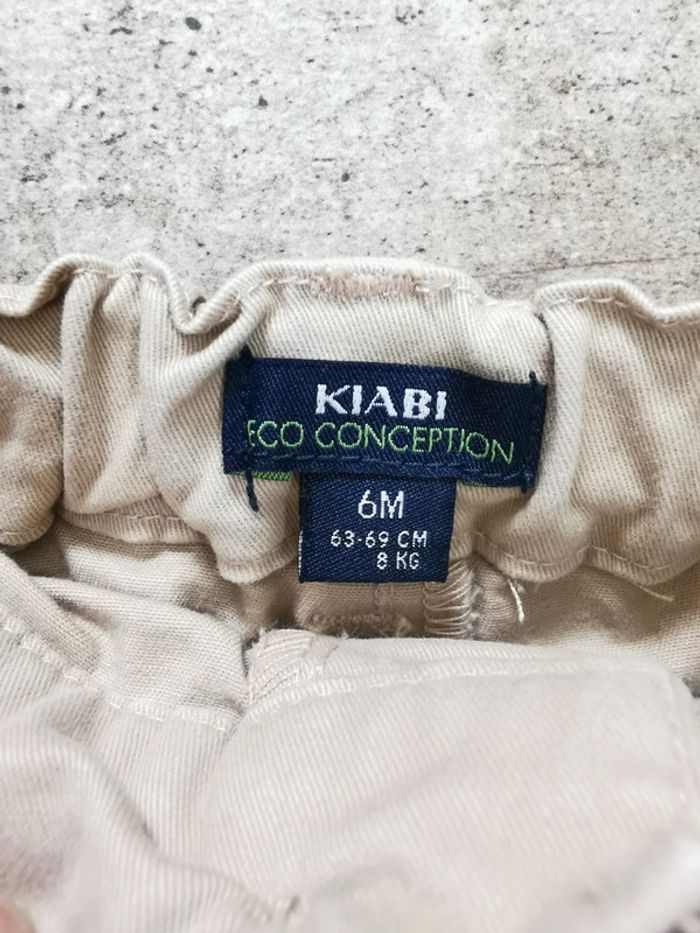 KIABI
ECO CONCEPTION
6M
63-69 CM
8 KG